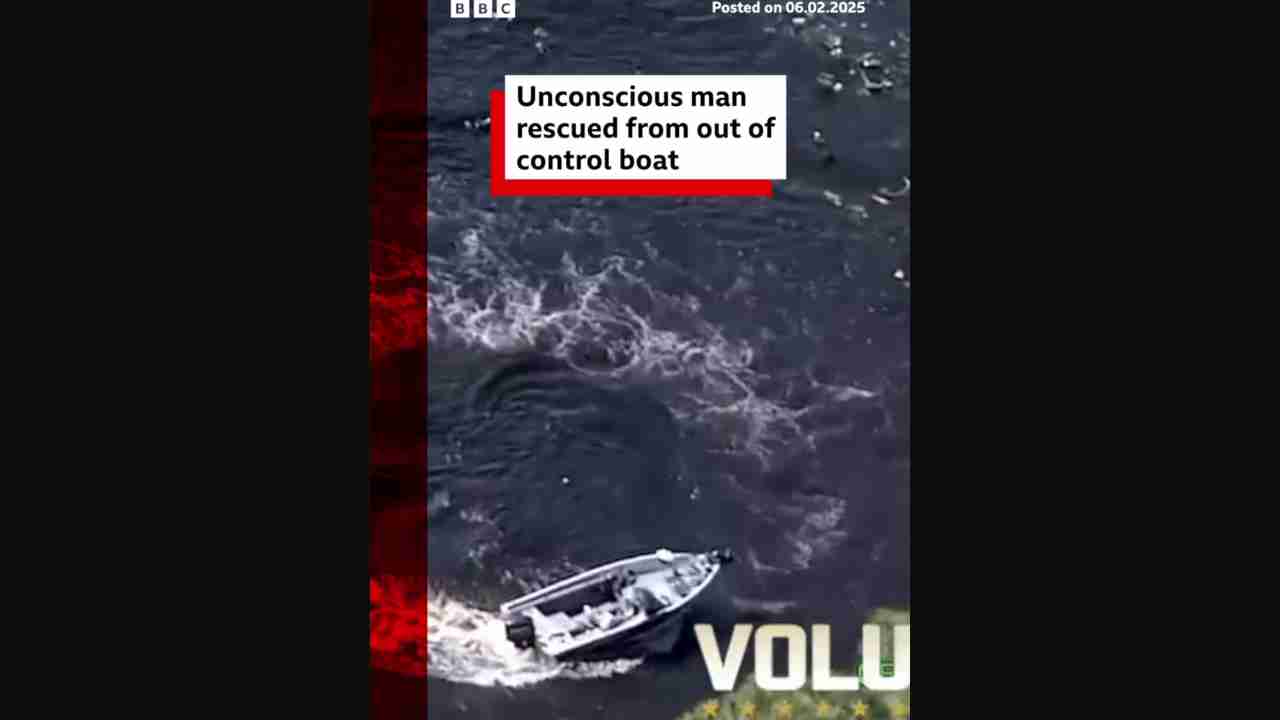 BBC
Posted on 06.02.2025
Unconscious man
rescued from out of
control boat
VOLU